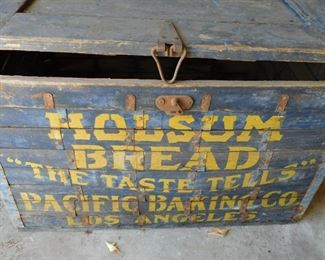 HOLSUM
BREAD
"THE TASTE TELLS"
PACIFIC BAKING CO.
LOS ANGELES